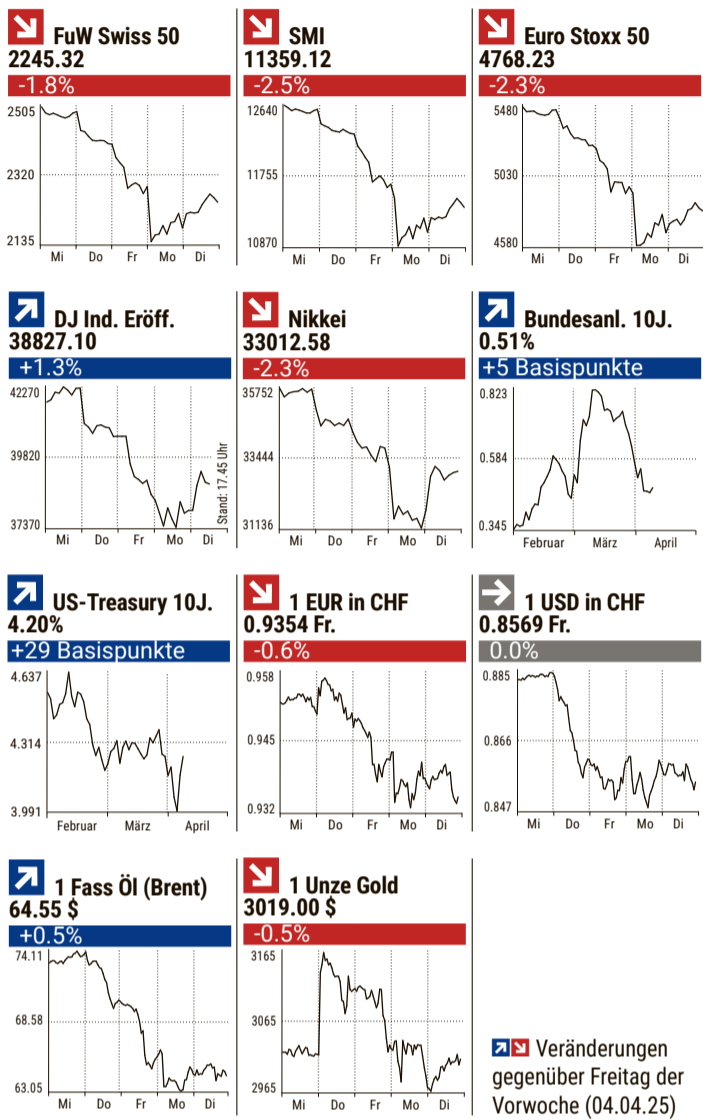 FuW Swiss 50
2245.32
-1.8%
2505
2320
2135
Mi Do Fr Mo Di
SMI
11359.12
-2.5%
12640
11755
10870
Mi Do Fr Mo Di
Euro Stoxx 50
4768.23
-2.3%
5480
5030
4580
Mi Do Fr Mo Di
DJ Ind. Eröff.
38827.10
+1.3%
42270
39820
37370
Mi Do Fr Mo Di
Stand: 17.45 Uhr
Nikkei
33012.58
-2.3%
35752
33444
31136
Mi Do Fr Mo Di
Bundesanl. 10J.
0.51%
+5 Basispunkte
0.823
0.584
0.345
Februar März April
US-Treasury 10J.
4.20%
+29 Basispunkte
4.637
4.314
3.991
Februar März April
1 EUR in CHF
0.9354 Fr.
-0.6%
0.958
0.945
0.932
Mi Do Fr Mo Di
1 USD in CHF
0.8569 Fr.
0.0%
0.885
0.866
0.847
Mi Do Fr Mo Di
1 Fass Öl (Brent)
64.55 $
+0.5%
74.11
68.58
63.05
Mi Do Fr Mo Di
1 Unze Gold
3019.00 $
-0.5%
3165
3065
2965
Mi Do Fr Mo Di
Veränderungen
gegenüber Freitag der
Vorwoche (04.04.25)